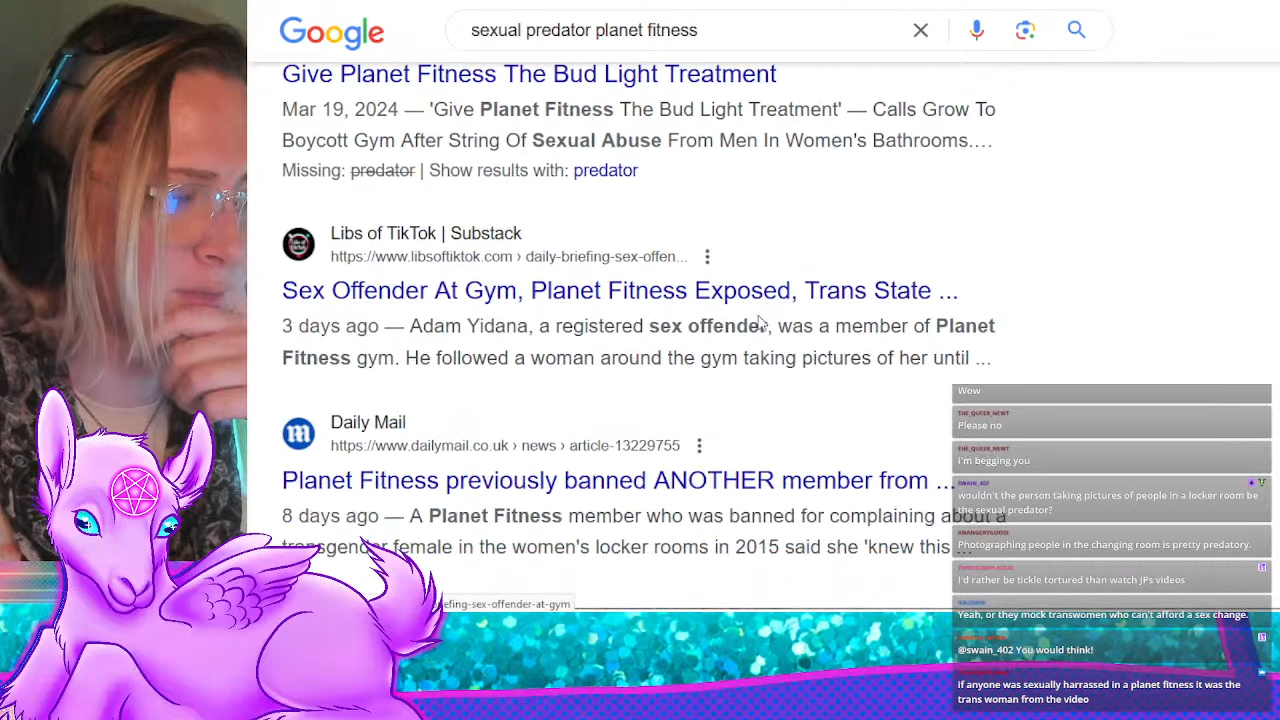 Google
sexual predator planet fitness
Give Planet Fitness The Bud Light Treatment
Mar 19, 2024 — 'Give Planet Fitness The Bud Light Treatment' — Calls Grow To
Boycott Gym After String Of Sexual Abuse From Men In Women's Bathrooms....
Missing: predator | Show results with: predator
Libs of TikTok | Substack
https://www.libsoftiktok.com › daily-briefing-sex-offen...
Sex Offender At Gym, Planet Fitness Exposed, Trans State ...
3 days ago — Adam Yidana, a registered sex offender, was a member of Planet
Fitness gym. He followed a woman around the gym taking pictures of her until ...
Daily Mail
https://www.dailymail.co.uk › news › article-13229755
Planet Fitness previously banned ANOTHER member from ...
8 days ago — A Planet Fitness member who was banned for complaining about a
transgender female in the women's locker rooms in 2015 said she 'knew this ...
efing-sex-offender-at-gym
Wow
THE_QUEER_NEWT
Please no
THE_QUEER_NEWT
I'm begging you
SWAIN_402
wouldn't the person taking pictures of people in a locker room be
the sexual predator?
ANANGERYGOOSE
Photographing people in the changing room is pretty predatory.
I'd rather be tickle tortured than watch JPs videos
Yeah, or they mock transwomen who can't afford a sex change.
@swain_402 You would think!
If anyone was sexually harrassed in a planet fitness it was the
trans woman from the video